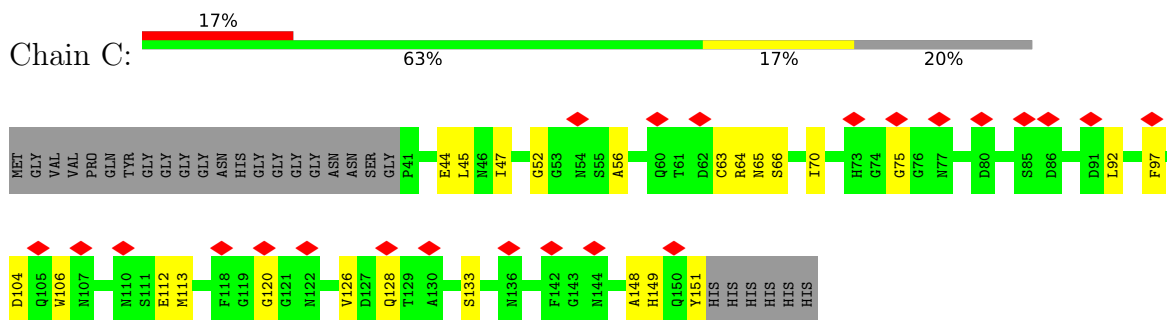 17%
Chain C:
63% 17% 20%
MET GLY VAL VAL PRO GLN TYR GLY GLY GLY GLY ASN HIS GLY GLY GLY GLY ASN ASN SER GLY P41 E44 L45 N46 I47 G52 G53 N54 S55 A56 Q60 T61 D62 C63 R64 N65 S66 I70 H73 G74 G75 G76 N77 D80 S85 D86 D91 L92 F97
D104 Q105 W106 N107 N110 S111 E112 M113 F118 G119 G120 G121 N122 V126 D127 Q128 T129 A130 S133 N136 F142 G143 N144 A148 H149 Q150 Y151 HIS HIS HIS HIS HIS HIS